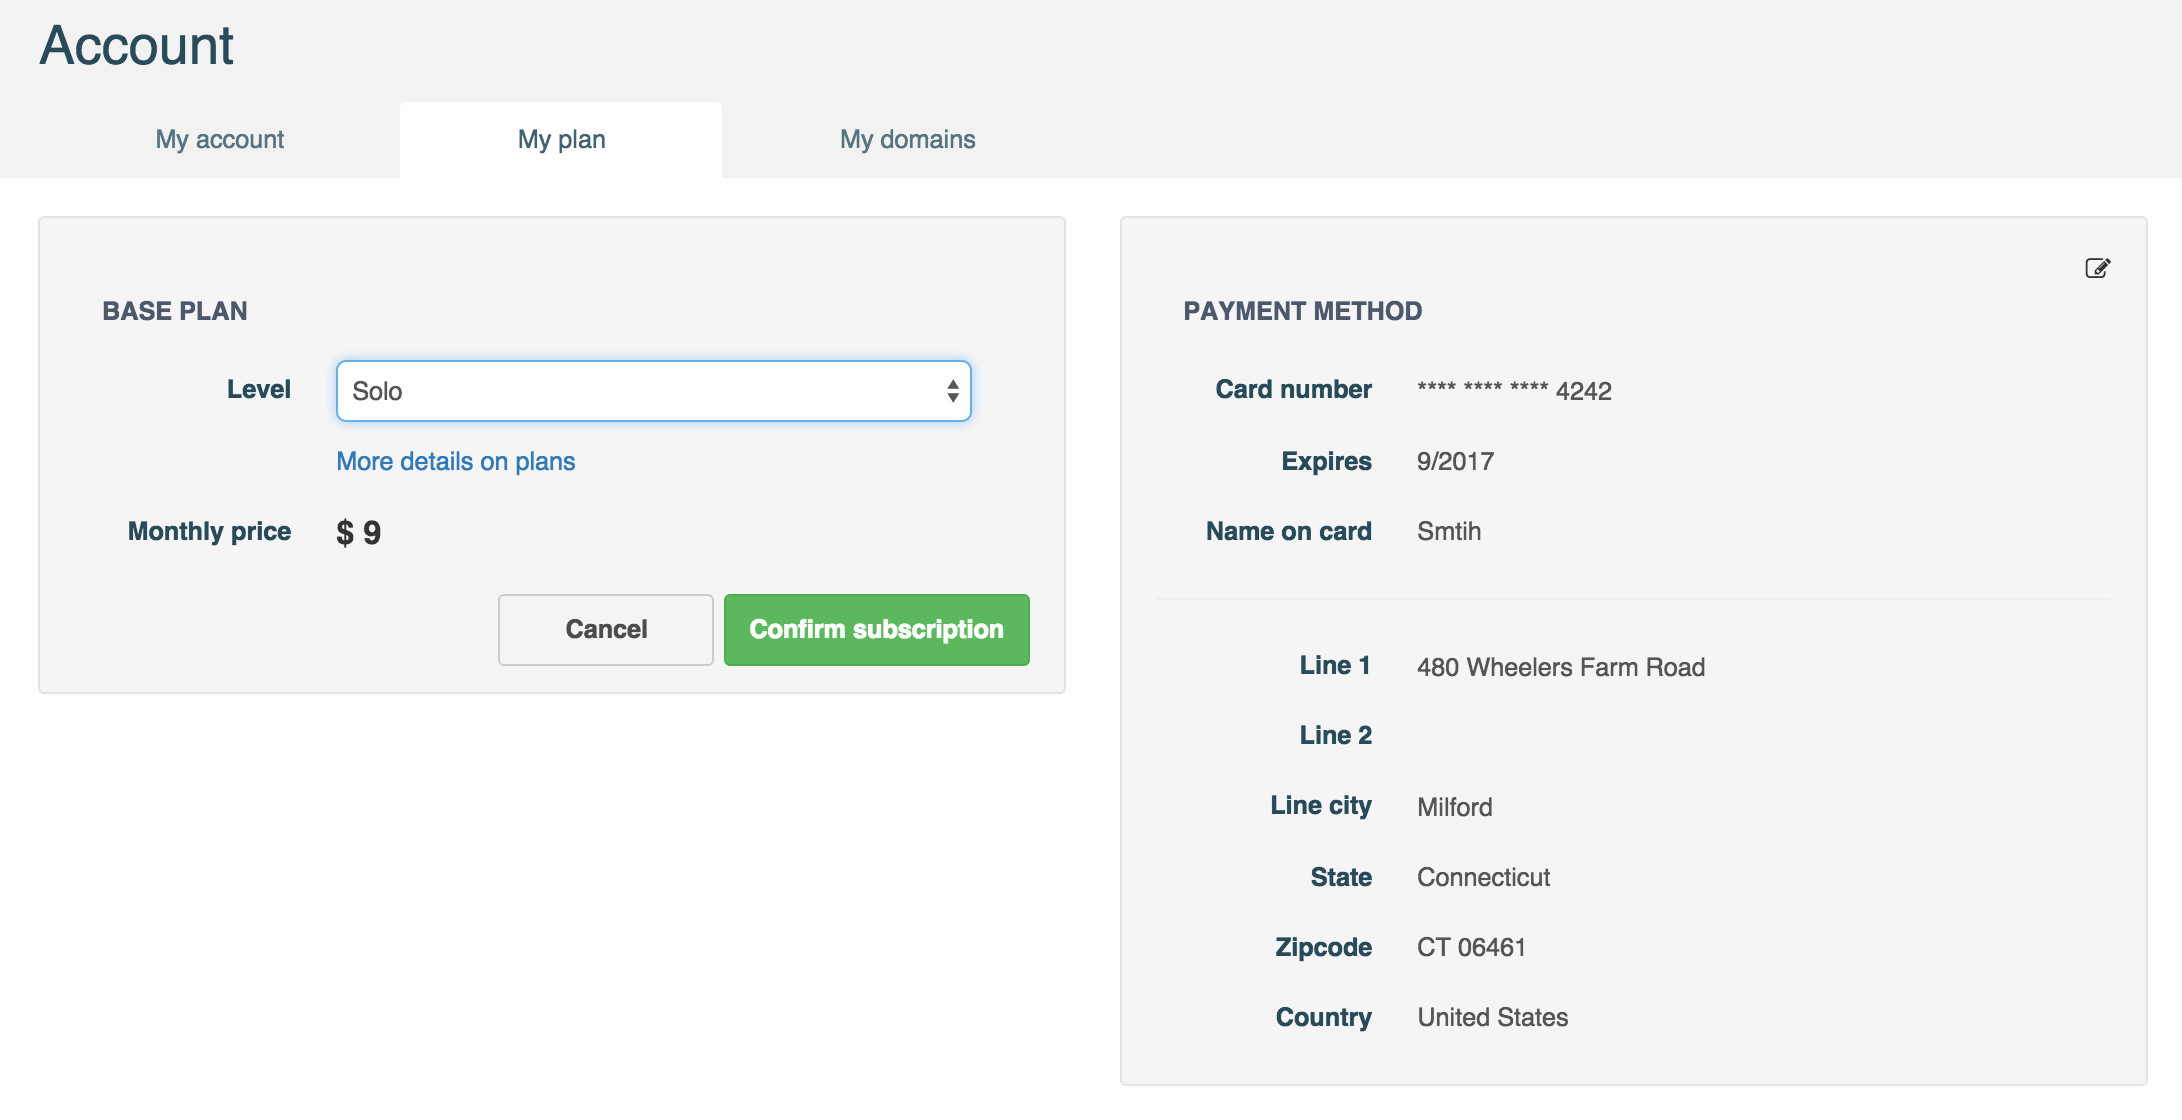 Account
My account
My plan
My domains
BASE PLAN
Level
Solo
More details on plans
Monthly price
$ 9
Cancel
Confirm subscription
PAYMENT METHOD
Card number
**** **** **** 4242
Expires
9/2017
Name on card
Smtih
Line 1
480 Wheelers Farm Road
Line 2
Line city
Milford
State
Connecticut
Zipcode
CT 06461
Country
United States